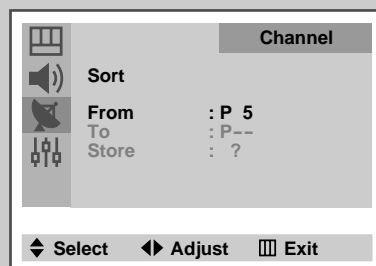 Channel
Sort
From : P 5
To : P--
Store : ?
Select Adjust Exit